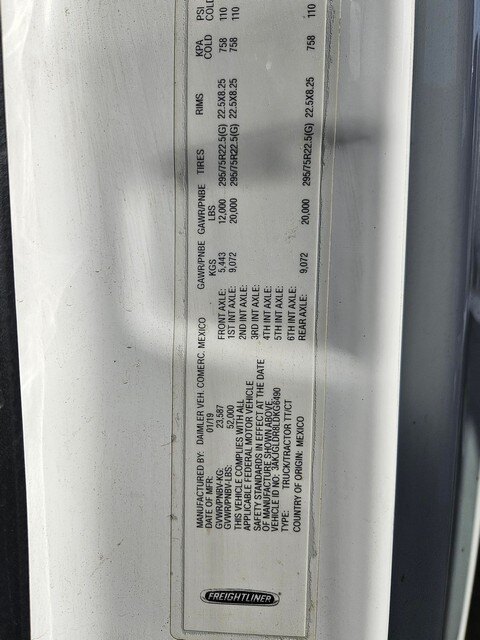 FREIGHTLINER
MANUFACTURED BY: DAIMLER VEH. COMERC. MEXICO
DATE OF MFR: 01/19
GVWR/PNBV-KG: 23,587
GVWR/PNBV-LBS: 52,000
THIS VEHICLE COMPLIES WITH ALL
APPLICABLE FEDERAL MOTOR VEHICLE
SAFETY STANDARDS IN EFFECT AT THE DATE
OF MANUFACTURE SHOWN ABOVE.
VEHICLE ID NO: 3AKJGLDR8LDKG6490
TYPE: TRUCK/TRACTOR TT/CT
COUNTRY OF ORIGIN: MEXICO
GAWR/PNBE GAWR/PNBE TIRES RIMS KPA PSI
KGS LBS COLD COLD
FRONT AXLE: 5,443 12,000 295/75R22.5(G) 22.5X8.25 758 110
1ST INT AXLE: 9,072 20,000 295/75R22.5(G) 22.5X8.25 758 110
2ND INT AXLE:
3RD INT AXLE:
4TH INT AXLE:
5TH INT AXLE:
6TH INT AXLE:
REAR AXLE: 9,072 20,000 295/75R22.5(G) 22.5X8.25 758 110